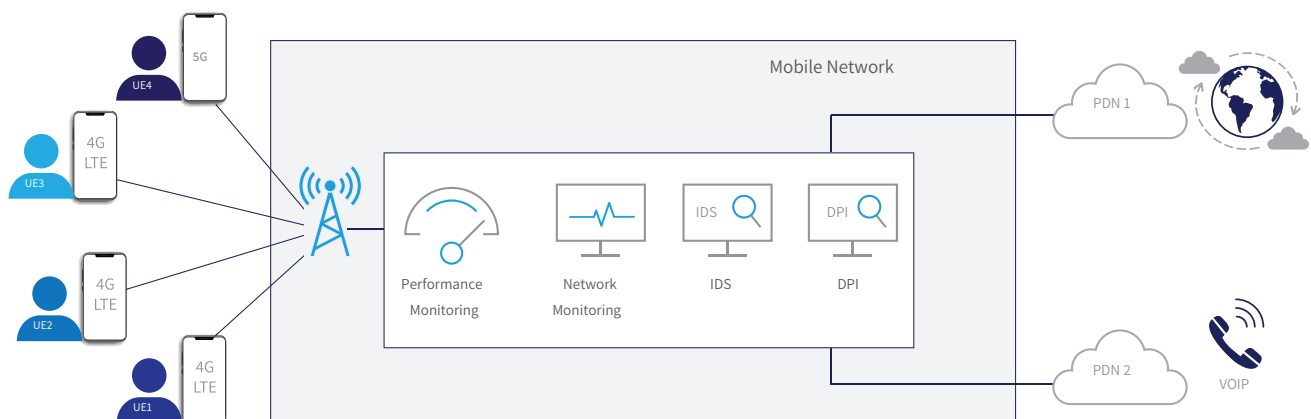 5G
UE4
Mobile Network
PDN 1
4G
LTE
UE3
IDS
DPI
4G
LTE
UE2
Performance
Monitoring
Network
Monitoring
IDS
DPI
4G
LTE
UE1
PDN 2
VOIP